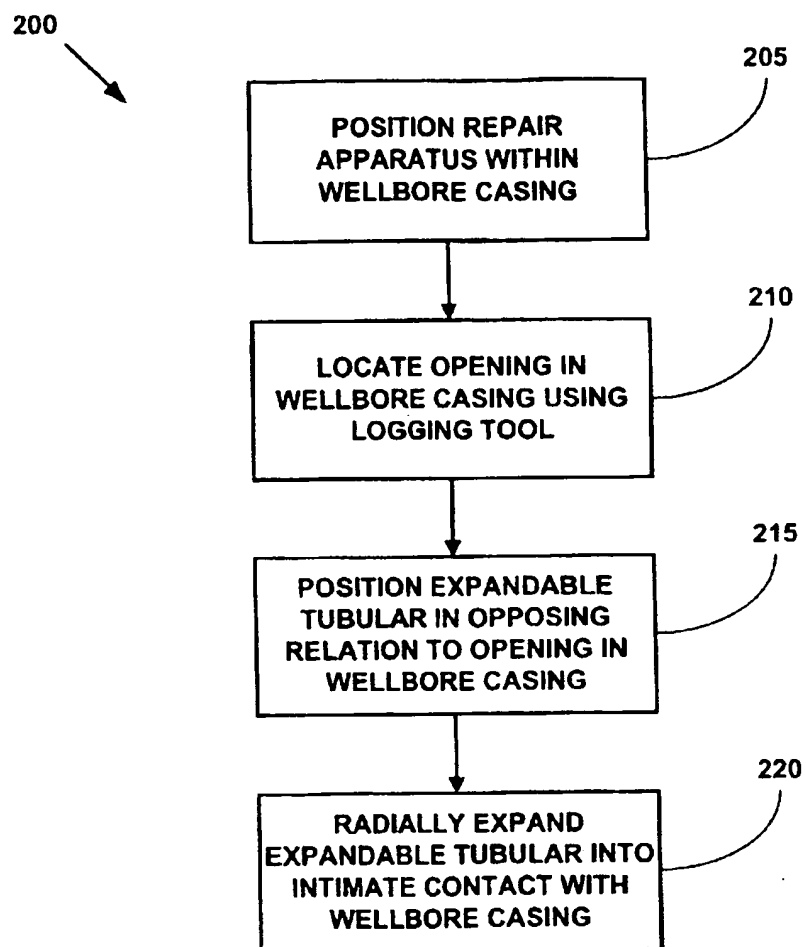 200
205
POSITION REPAIR
APPARATUS WITHIN
WELLBORE CASING
210
LOCATE OPENING IN
WELLBORE CASING USING
LOGGING TOOL
215
POSITION EXPANDABLE
TUBULAR IN OPPOSING
RELATION TO OPENING IN
WELLBORE CASING
220
RADIALLY EXPAND
EXPANDABLE TUBULAR INTO
INTIMATE CONTACT WITH
WELLBORE CASING